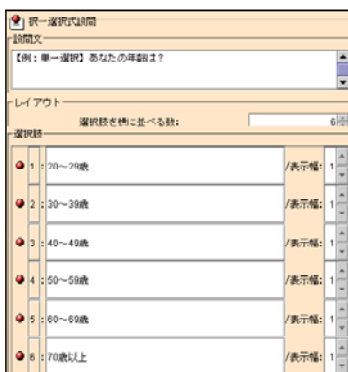 択一選択式設問
設問文
【例：単一選択】あなたの年齢は？
レイアウト
選択肢を横に並べる数： 6
選択肢
1：20～29歳 /表示幅： 1
2：30～39歳 /表示幅： 1
3：40～49歳 /表示幅： 1
4：50～59歳 /表示幅： 1
5：60～69歳 /表示幅： 1
6：70歳以上 /表示幅： 1